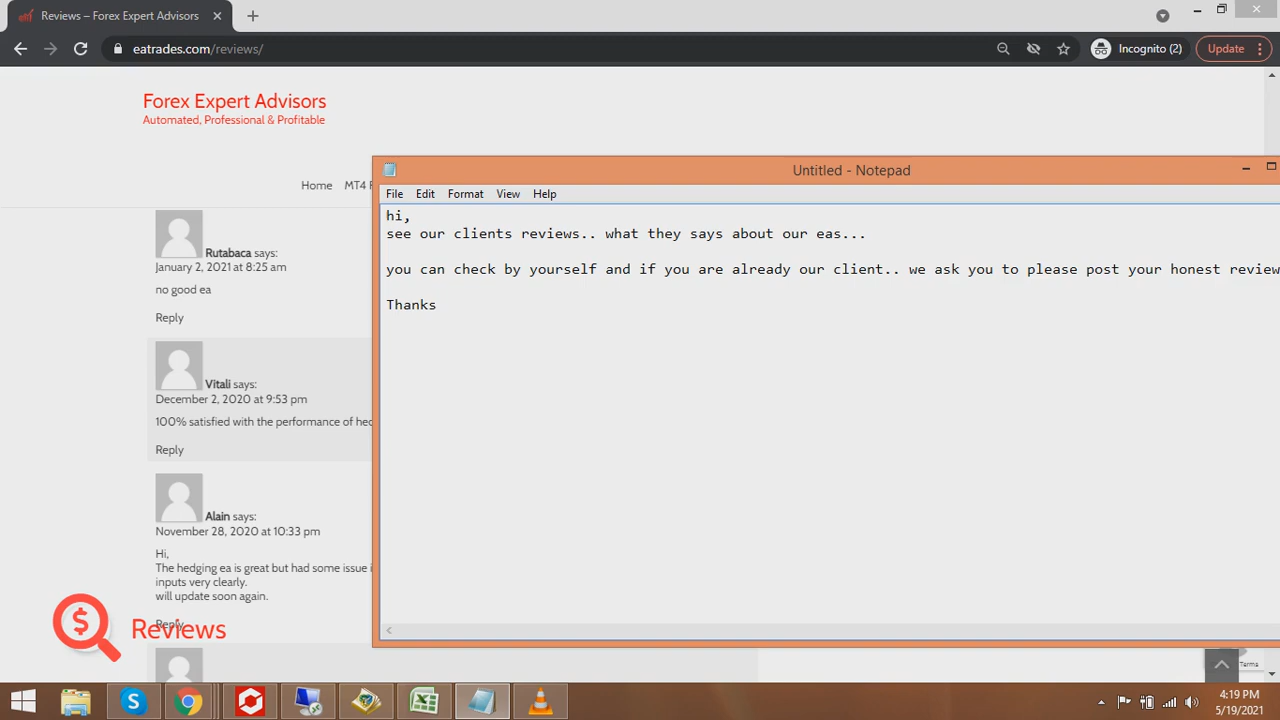 Reviews – Forex Expert Advisors
eatrades.com/reviews/
Incognito (2)
Update
Forex Expert Advisors
Automated, Professional & Profitable
Home MT4 F
Untitled - Notepad
File Edit Format View Help
hi,
see our clients reviews.. what they says about our eas...
you can check by yourself and if you are already our client.. we ask you to please post your honest review
Thanks
Rutabaca says:
January 2, 2021 at 8:25 am
no good ea
Reply
Vitali says:
December 2, 2020 at 9:53 pm
100% satisfied with the performance of hed
Reply
Alain says:
November 28, 2020 at 10:33 pm
Hi,
The hedging ea is great but had some issue i
inputs very clearly.
will update soon again.
Reply
$ Reviews
Terms
4:19 PM
5/19/2021